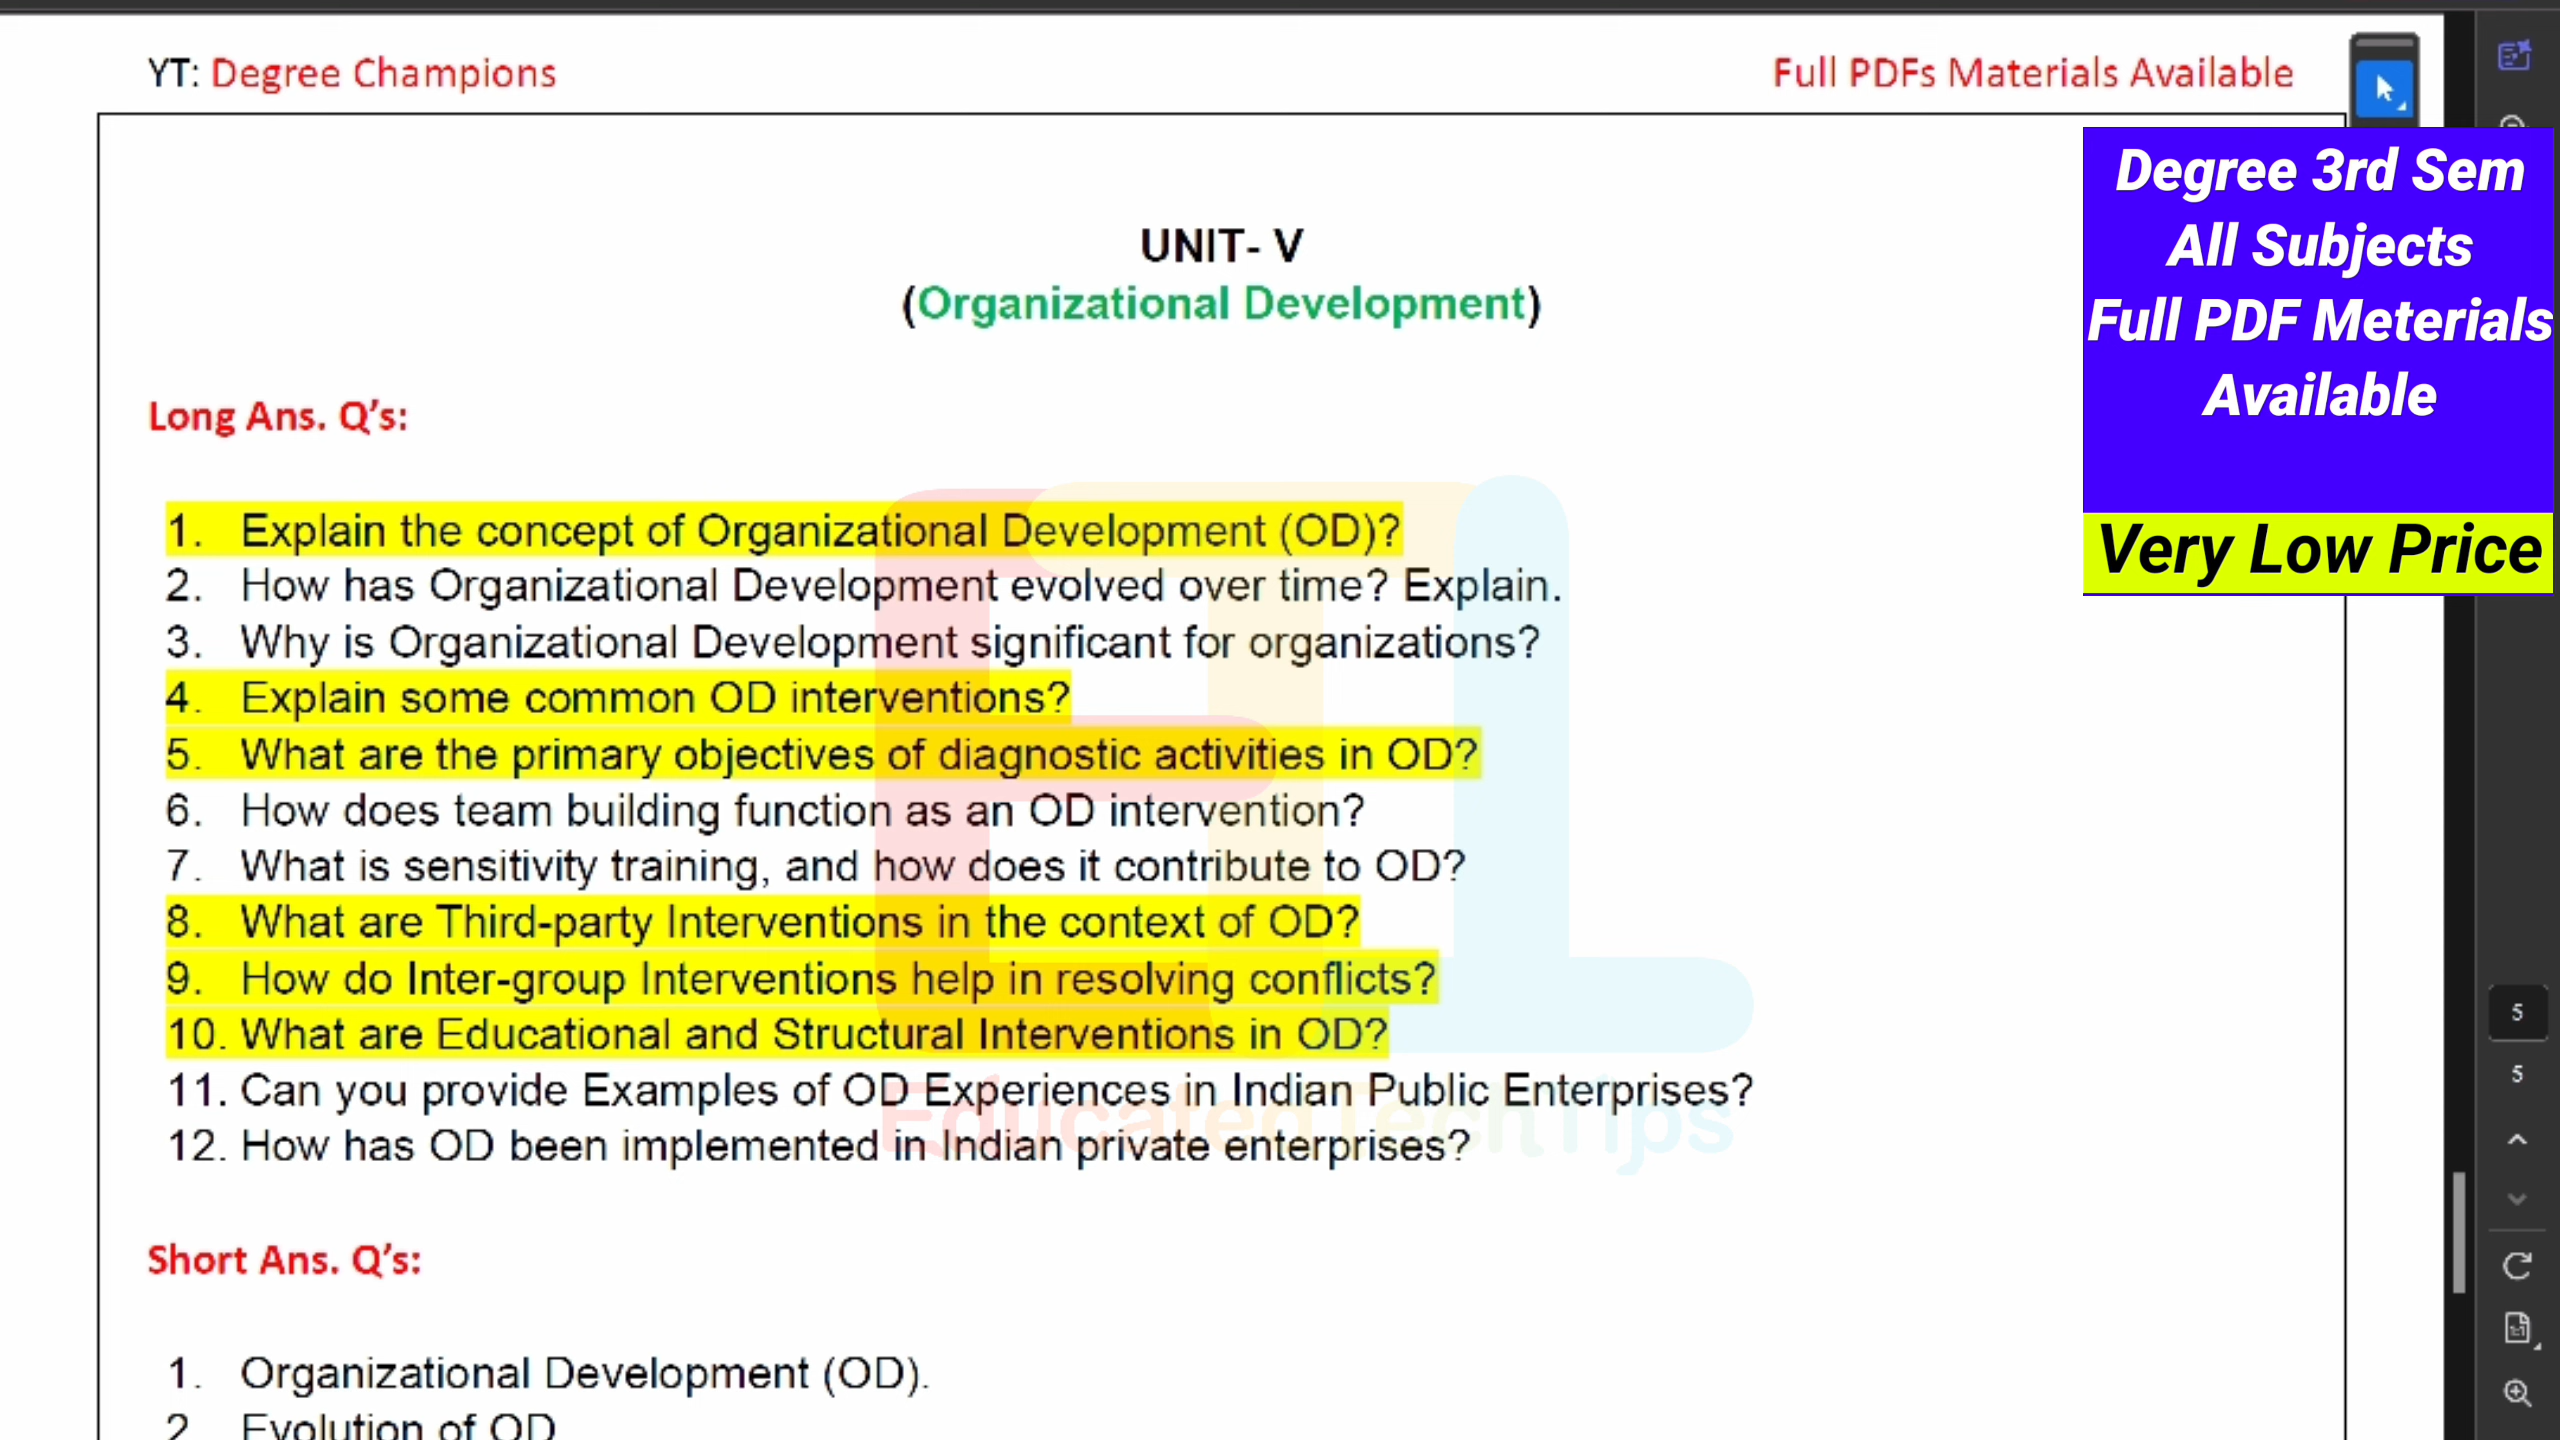 YT: Degree Champions
Full PDFs Materials Available
Degree 3rd Sem
All Subjects
Full PDF Meterials
Available
Very Low Price
UNIT- V
(Organizational Development)
Long Ans. Q’s:
1. Explain the concept of Organizational Development (OD)?
2. How has Organizational Development evolved over time? Explain.
3. Why is Organizational Development significant for organizations?
4. Explain some common OD interventions?
5. What are the primary objectives of diagnostic activities in OD?
6. How does team building function as an OD intervention?
7. What is sensitivity training, and how does it contribute to OD?
8. What are Third-party Interventions in the context of OD?
9. How do Inter-group Interventions help in resolving conflicts?
10. What are Educational and Structural Interventions in OD?
11. Can you provide Examples of OD Experiences in Indian Public Enterprises?
EducatedTechTips
12. How has OD been implemented in Indian private enterprises?
Short Ans. Q’s:
1. Organizational Development (OD).
2. Evolution of OD
5
5